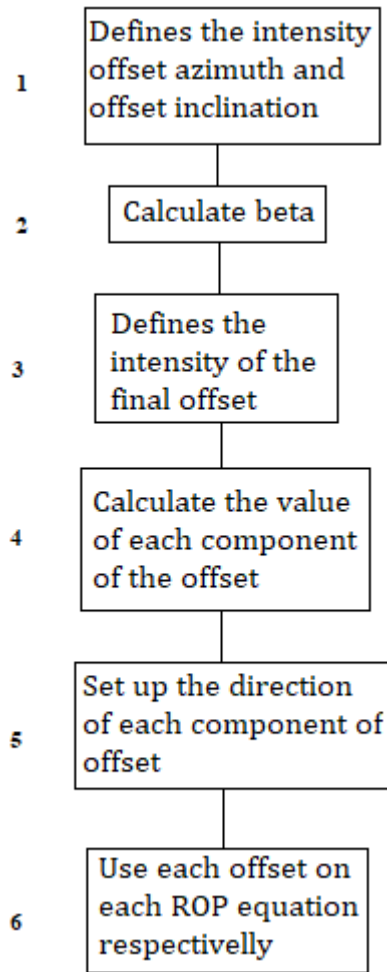 1
Defines the intensity
offset azimuth and
offset inclination
2
Calculate beta
3
Defines the
intensity of the
final offset
4
Calculate the value
of each component
of the offset
5
Set up the direction
of each component of
offset
6
Use each offset on
each ROP equation
respectivelly